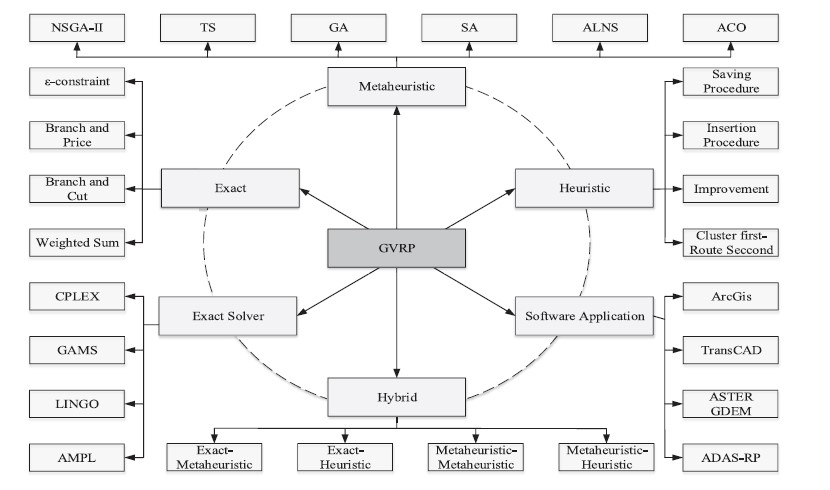 NSGA-II
TS
GA
SA
ALNS
ACO
ε-constraint
Metaheuristic
Saving
Procedure
Branch and
Price
Insertion
Procedure
Branch and
Cut
Exact
Heuristic
Improvement
Weighted Sum
GVRP
Cluster first-
Route Seccond
CPLEX
Exact Solver
Software Application
ArcGis
GAMS
TransCAD
LINGO
Hybrid
ASTER
GDEM
AMPL
Exact-
Metaheuristic
Exact-
Heuristic
Metaheuristic-
Metaheuristic
Metaheuristic-
Heuristic
ADAS-RP